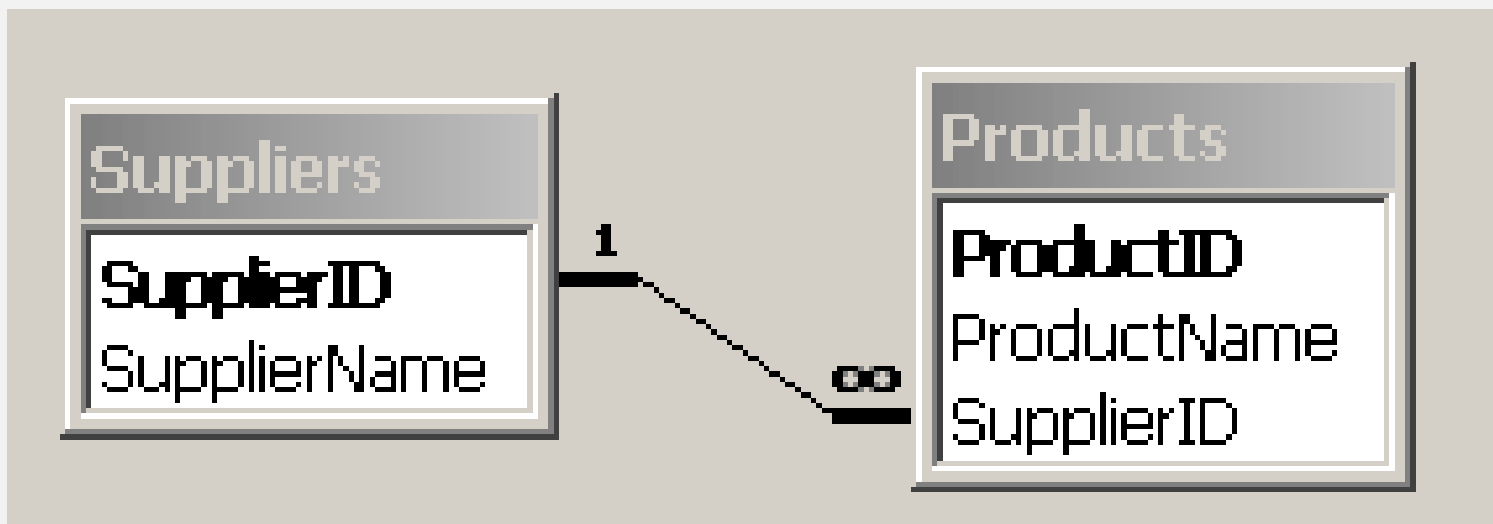 Suppliers
SupplierID
SupplierName
1
∞
Products
ProductID
ProductName
SupplierID